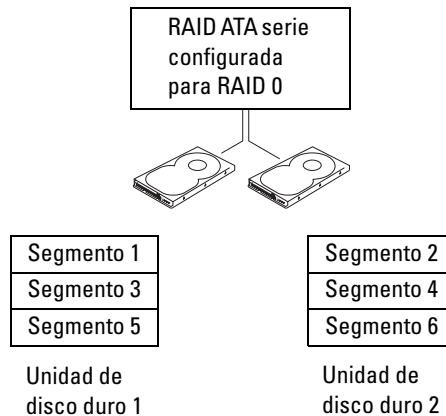 RAID ATA serie
configurada
para RAID 0
Segmento 1
Segmento 3
Segmento 5
Unidad de
disco duro 1
Segmento 2
Segmento 4
Segmento 6
Unidad de
disco duro 2